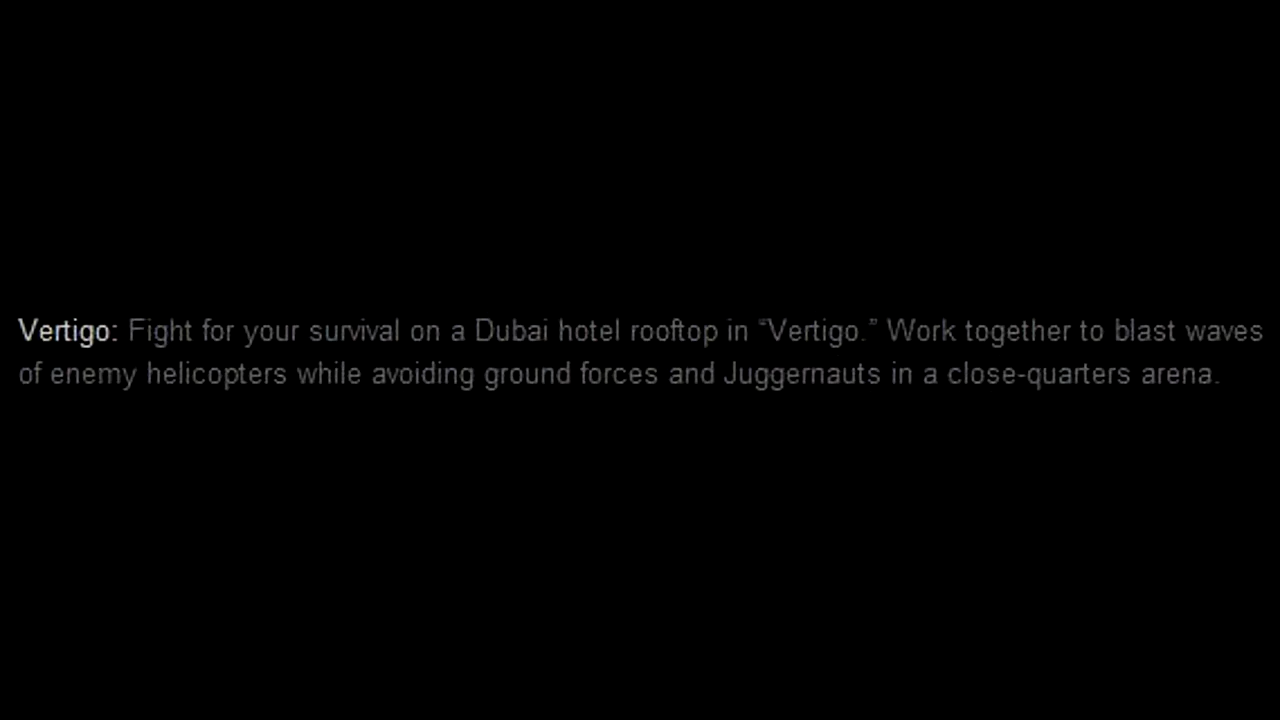 Vertigo: Fight for your survival on a Dubai hotel rooftop in “Vertigo.” Work together to blast waves
of enemy helicopters while avoiding ground forces and Juggernauts in a close-quarters arena.